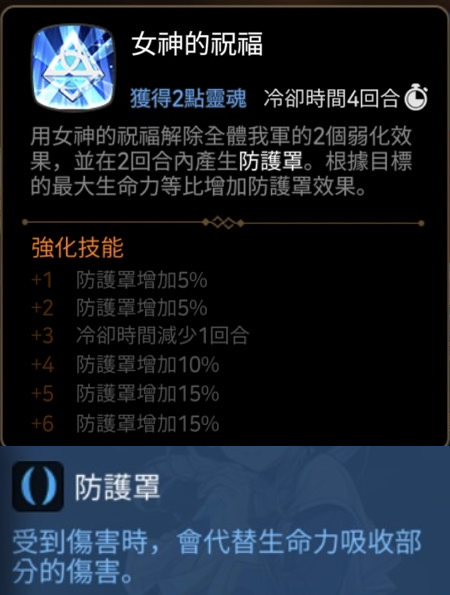 女神的祝福
獲得2點靈魂 冷卻時間4回合
用女神的祝福解除全體我軍的2個弱化效
果，並在2回合內產生防護罩。根據目標
的最大生命力等比增加防護罩效果。
強化技能
+1 防護罩增加5%
+2 防護罩增加5%
+3 冷卻時間減少1回合
+4 防護罩增加10%
+5 防護罩增加15%
+6 防護罩增加15%
防護罩
受到傷害時，會代替生命力吸收部
分的傷害。